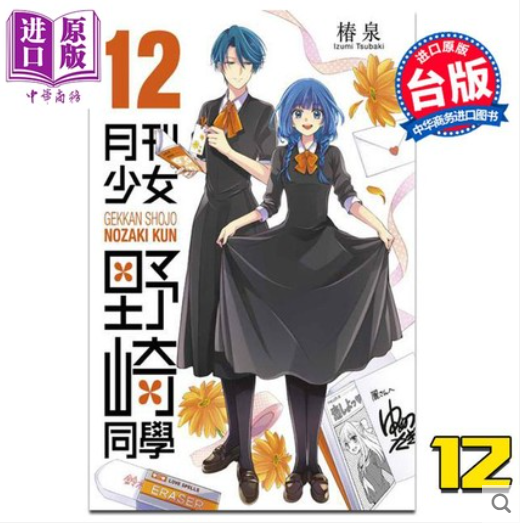 进口
原版
中华商务
进口原版
台版
中华商务进口图书
12
椿泉
Izumi Tsubaki
月刊
少女
GEKKAN SHOJO
NOZAKI KUN
野
崎
同學
LOVE SPELLS
ERASER
12